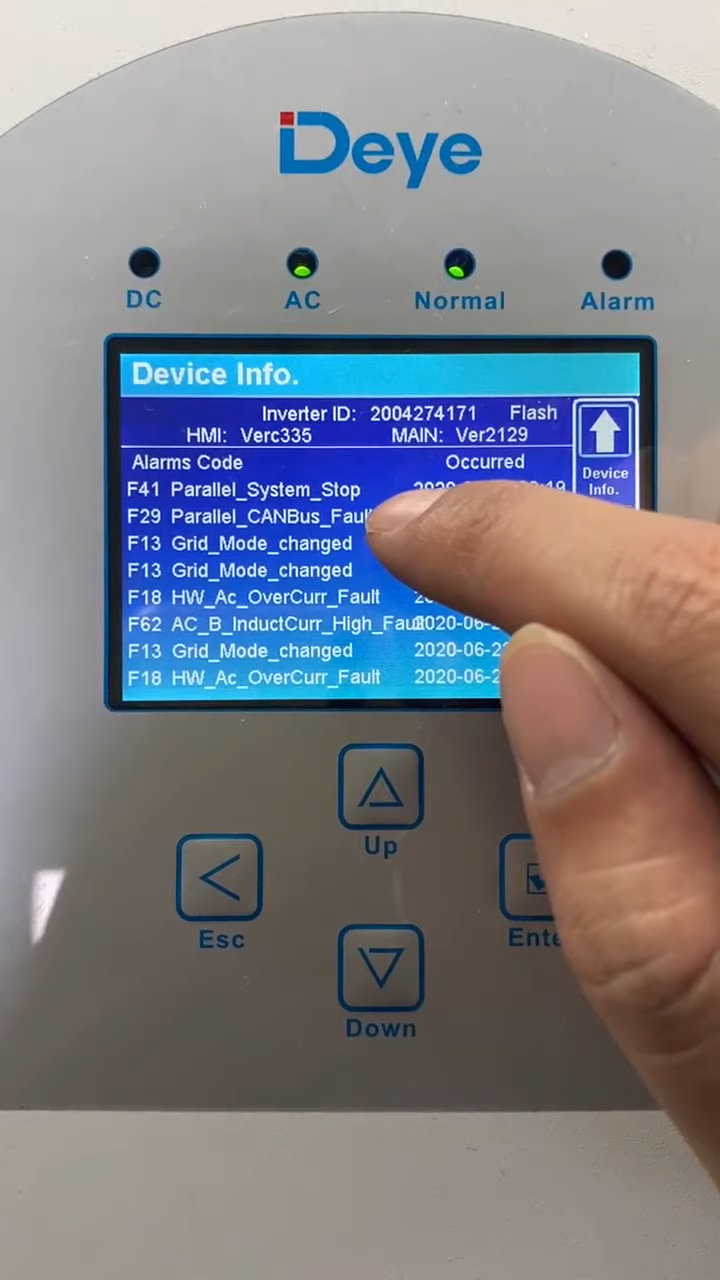 Deye
DC AC Normal Alarm
Device Info.
Inverter ID: 2004274171 Flash
HMI: Verc335 MAIN: Ver2129
Alarms Code Occurred
Device
Info.
F41 Parallel_System_Stop
F29 Parallel_CANBus_Fault
F13 Grid_Mode_changed
F13 Grid_Mode_changed
F18 HW_Ac_OverCurr_Fault
F62 AC_B_InductCurr_High_Fau 2020-06-2
F13 Grid_Mode_changed 2020-06-2
F18 HW_Ac_OverCurr_Fault 2020-06-2
Up
Esc
Ente
Down